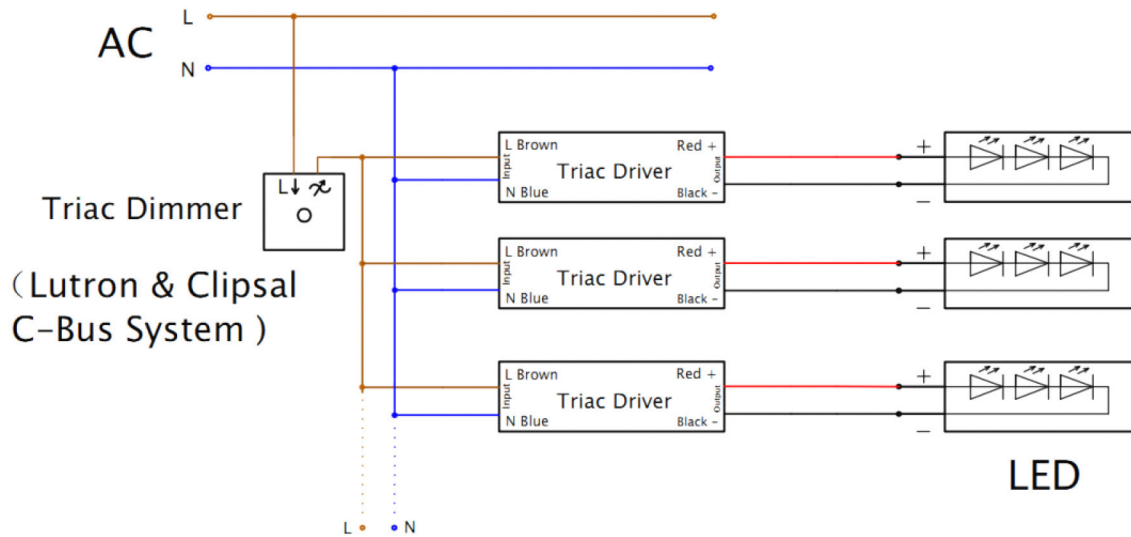 L
AC
N
L Brown
Red +
Input
Triac Driver
Output
N Blue
Black -
+
−
L
Triac Dimmer
（Lutron & Clipsal
C-Bus System )
L Brown
Red +
Input
Triac Driver
Output
N Blue
Black -
+
−
L Brown
Red +
Input
Triac Driver
Output
N Blue
Black -
+
−
LED
L
N